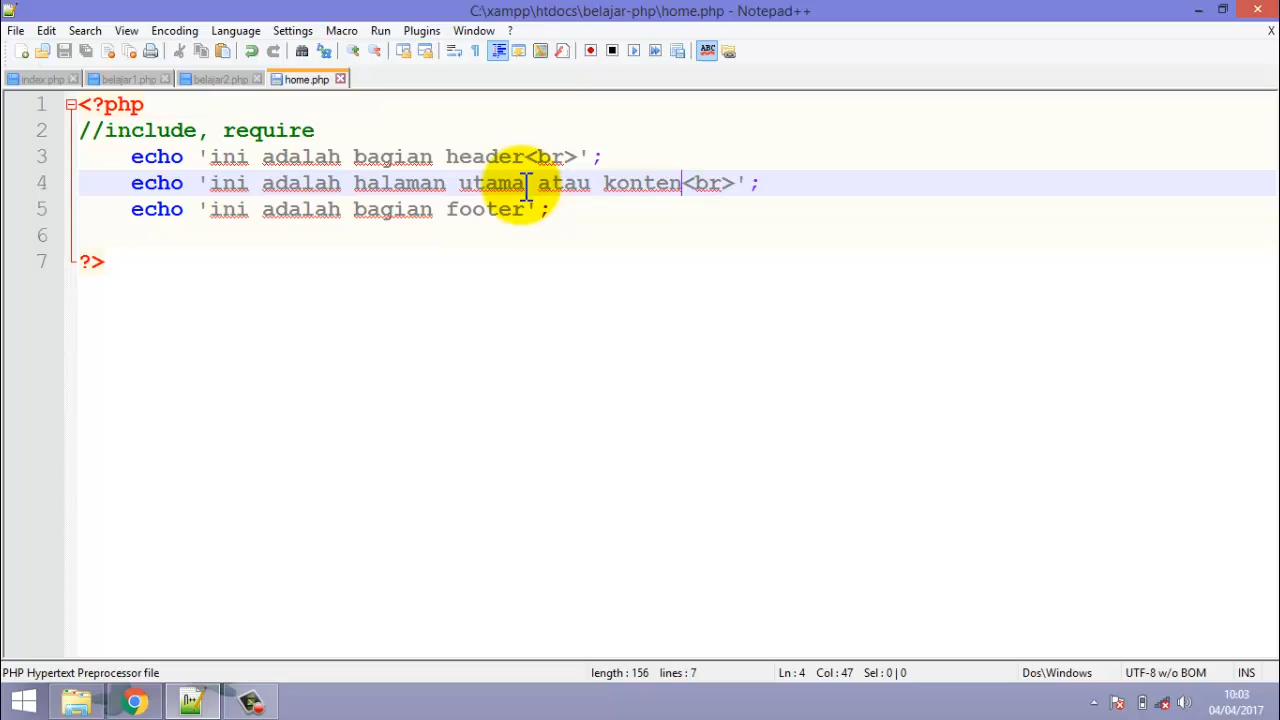 C:\xampp\htdocs\belajar-php\home.php - Notepad++
File Edit Search View Encoding Language Settings Macro Run Plugins Window ? X
index.php belajar1.php belajar2.php home.php
1 <?php
2 //include, require
3 echo 'ini adalah bagian header<br>';
4 echo 'ini adalah halaman utama atau konten<br>';
5 echo 'ini adalah bagian footer';
6
7 ?>
PHP Hypertext Preprocessor file length : 156 lines : 7 Ln : 4 Col : 47 Sel : 0 | 0 Dos\Windows UTF-8 w/o BOM INS
10:03
04/04/2017